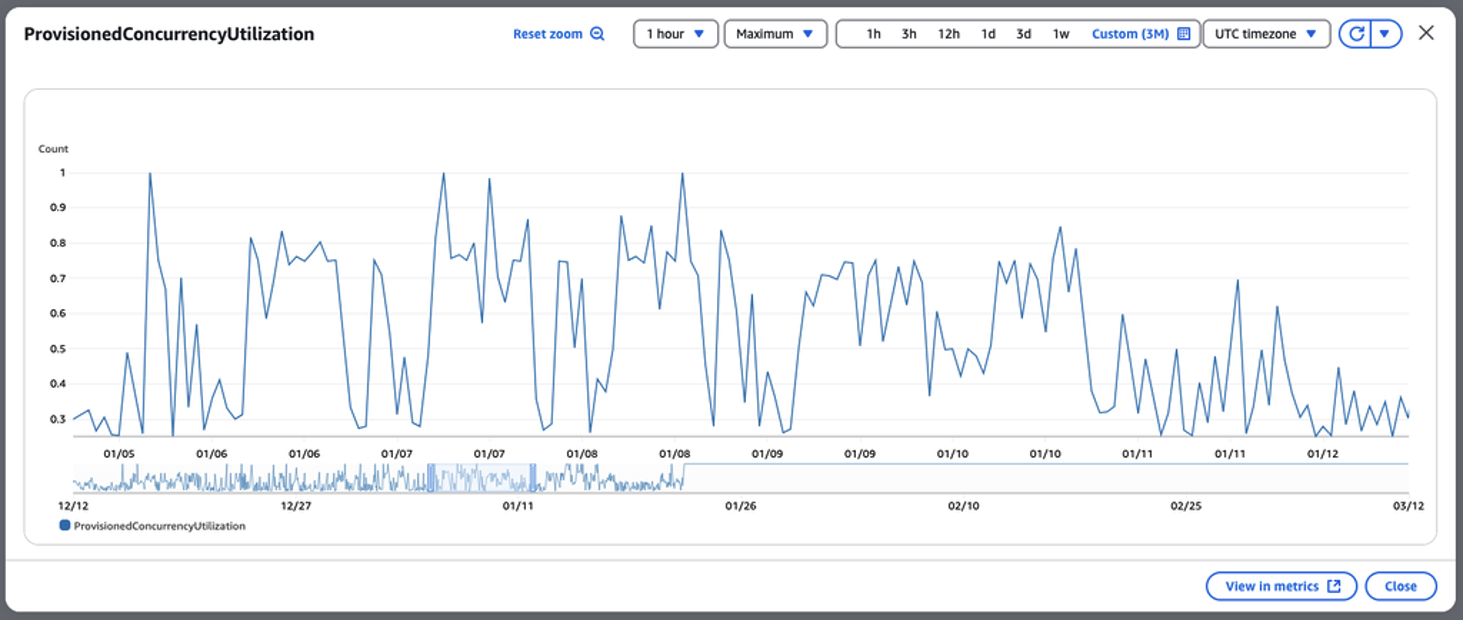 ProvisionedConcurrencyUtilization
Reset zoom
1 hour
Maximum
1h 3h 12h 1d 3d 1w Custom (3M)
UTC timezone
Count
1
0.9
0.8
0.7
0.6
0.5
0.4
0.3
01/05 01/06 01/06 01/07 01/07 01/08 01/08 01/09 01/09 01/10 01/10 01/11 01/11 01/12
12/12 12/27 01/11 01/26 02/10 02/25 03/12
ProvisionedConcurrencyUtilization
View in metrics
Close